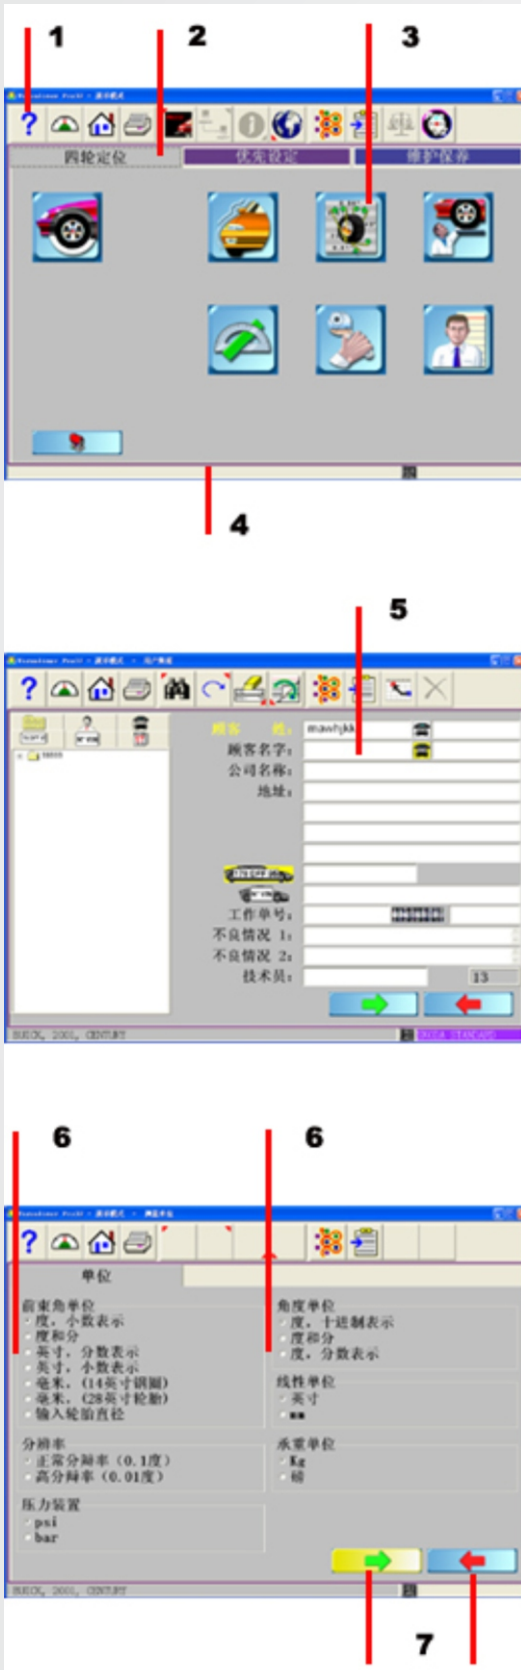 1
2
3
四轮定位
优先设定
维护保养
4
5
顾客 姓:
顾客名字:
公司名称:
地址:
工作单号:
不良情况 1:
不良情况 2:
技术员:
13
BUICK, 2001, CENTURY
6
6
单位
前束角单位
度, 小数表示
度和分
英寸, 分数表示
英寸, 小数表示
毫米, (14英寸钢圈)
毫米, (28英寸轮胎)
输入轮胎直径
分辨率
正常分辩率 (0.1度)
高分辩率 (0.01度)
压力装置
psi
bar
角度单位
度, 十进制表示
度和分
度, 分数表示
线性单位
英寸
mm
承重单位
Kg
磅
BUICK, 2001, CENTURY
7